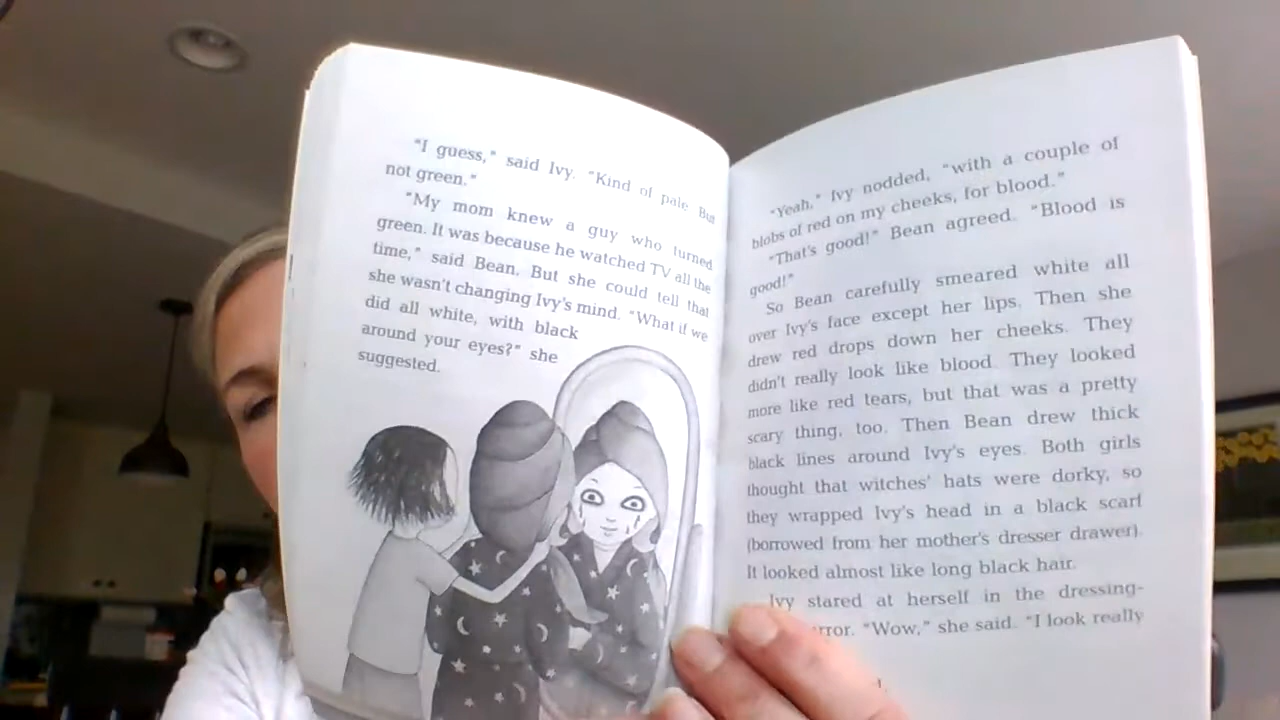 "I guess," said Ivy. "Kind of pale. But
not green."
"My mom knew a guy who turned
green. It was because he watched TV all the
time," said Bean. But she could tell that
she wasn't changing Ivy's mind. "What if we
did all white, with black
around your eyes?" she
suggested.
"Yeah," Ivy nodded, "with a couple of
blobs of red on my cheeks, for blood."
"That's good!" Bean agreed. "Blood is
good!"
So Bean carefully smeared white all
over Ivy's face except her lips. Then she
drew red drops down her cheeks. They
didn't really look like blood. They looked
more like red tears, but that was a pretty
scary thing, too. Then Bean drew thick
black lines around Ivy's eyes. Both girls
thought that witches' hats were dorky, so
they wrapped Ivy's head in a black scarf
(borrowed from her mother's dresser drawer).
It looked almost like long black hair.
Ivy stared at herself in the dressing-
"Wow," she said. "I look really